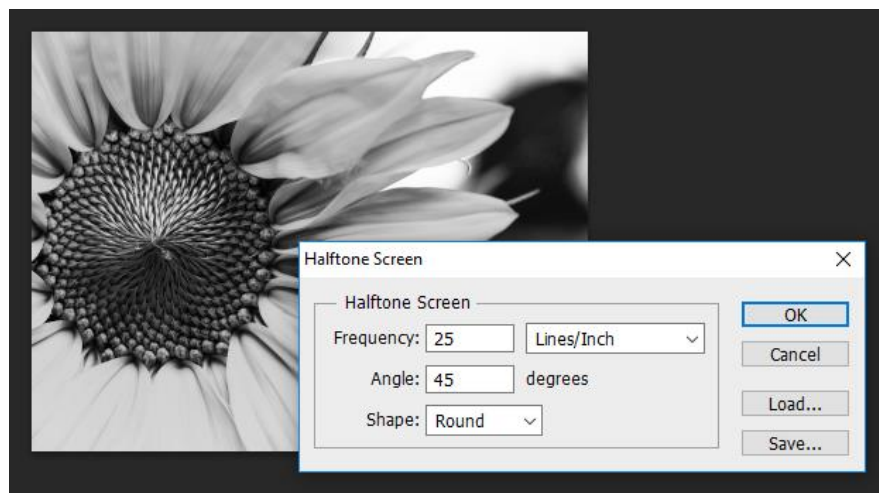 Halftone Screen
Halftone Screen
Frequency: 25 Lines/Inch
Angle: 45 degrees
Shape: Round
OK
Cancel
Load...
Save...